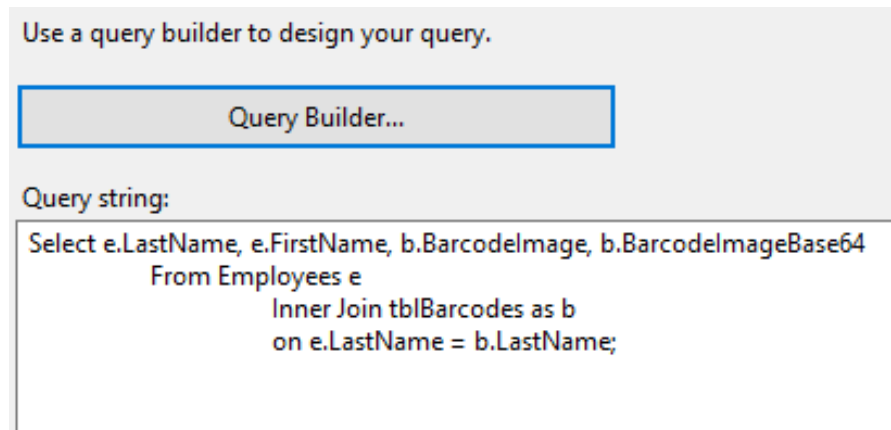 Use a query builder to design your query.
Query Builder...
Query string:
Select e.LastName, e.FirstName, b.BarcodeImage, b.BarcodeImageBase64
From Employees e
Inner Join tblBarcodes as b
on e.LastName = b.LastName;